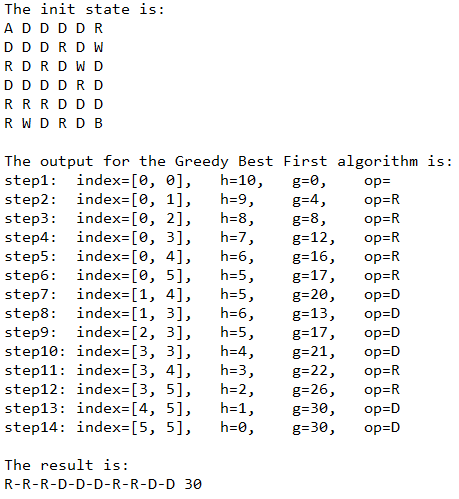 The init state is:
A D D D D R
D D D R D W
R D R D W D
D D D D R D
R R R D D D
R W D R D B

The output for the Greedy Best First algorithm is:
step1:  index=[0, 0],   h=10,   g=0,    op=
step2:  index=[0, 1],   h=9,    g=4,    op=R
step3:  index=[0, 2],   h=8,    g=8,    op=R
step4:  index=[0, 3],   h=7,    g=12,   op=R
step5:  index=[0, 4],   h=6,    g=16,   op=R
step6:  index=[0, 5],   h=5,    g=17,   op=R
step7:  index=[1, 4],   h=5,    g=20,   op=D
step8:  index=[1, 3],   h=6,    g=13,   op=D
step9:  index=[2, 3],   h=5,    g=17,   op=D
step10: index=[3, 3],   h=4,    g=21,   op=D
step11: index=[3, 4],   h=3,    g=22,   op=R
step12: index=[3, 5],   h=2,    g=26,   op=R
step13: index=[4, 5],   h=1,    g=30,   op=D
step14: index=[5, 5],   h=0,    g=30,   op=D

The result is:
R-R-R-D-D-D-R-R-D-D 30